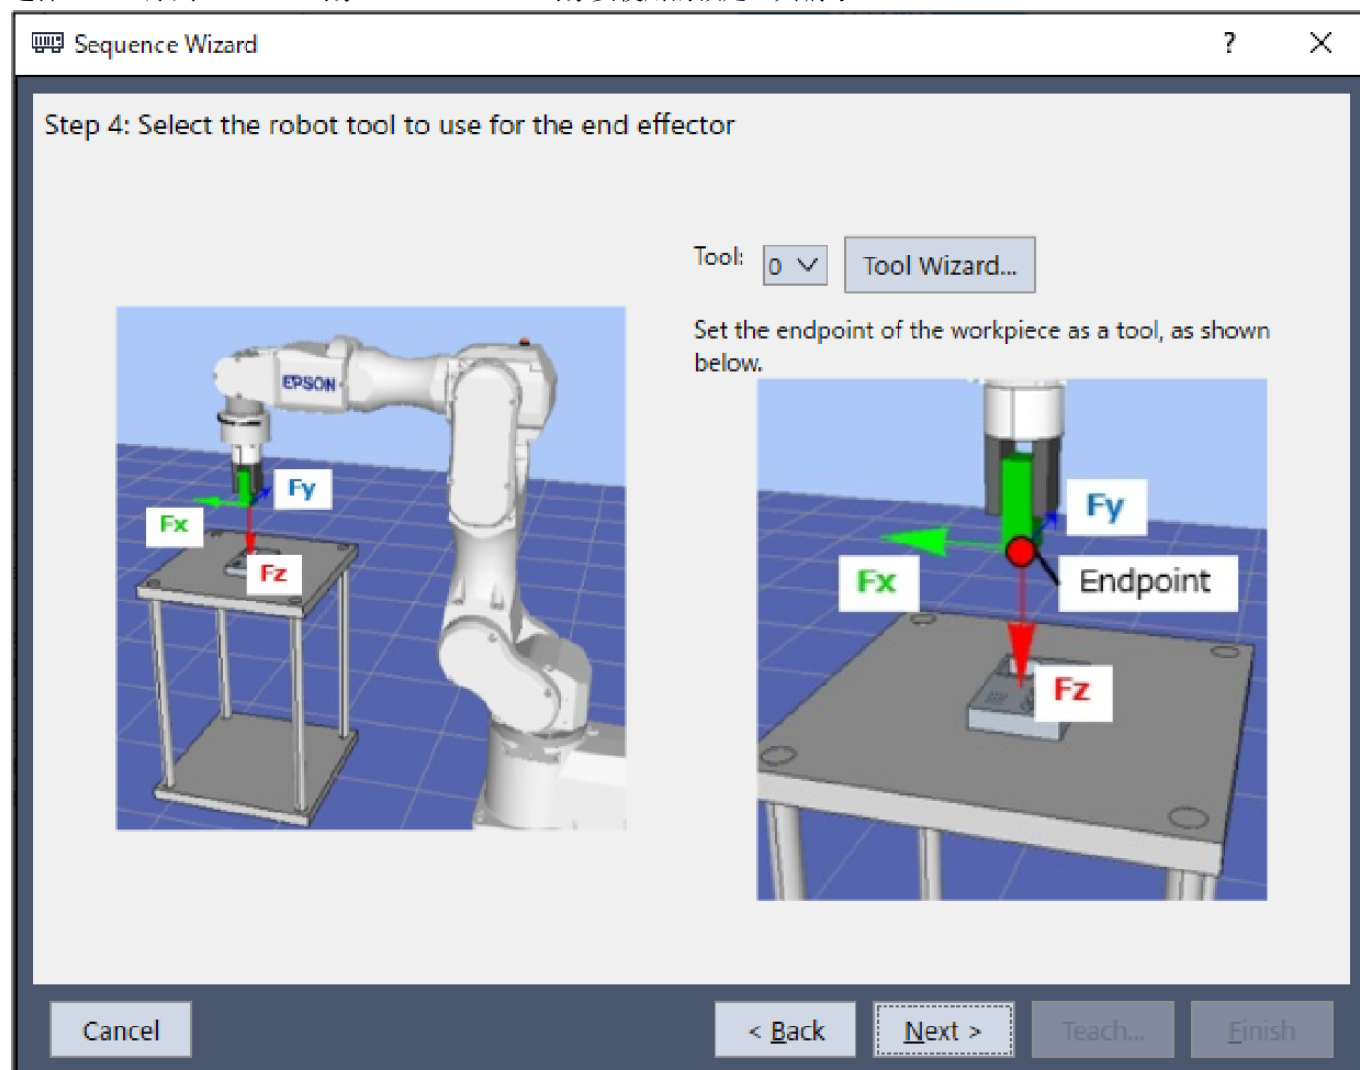 Sequence Wizard
?
Step 4: Select the robot tool to use for the end effector
Tool: 0 Tool Wizard...
Set the endpoint of the workpiece as a tool, as shown
below.
EPSON
Fy
Fx
Fz
Fy
Fx
Endpoint
Fz
Cancel
< Back
Next >
Teach...
Finish